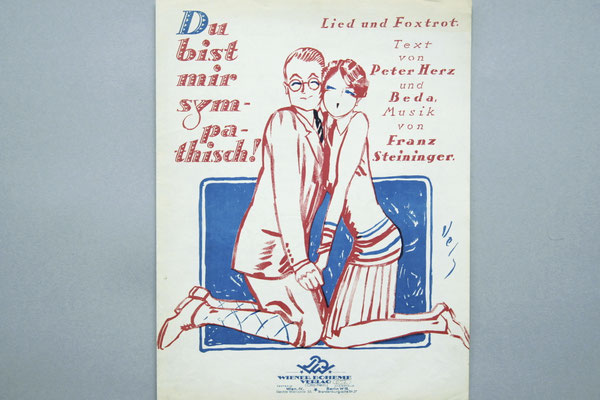 Du
bist
mir
sym-
pa-
thisch!
Lied und Foxtrot.
Text
von
Peter Herz
und
Beda.
Musik
von
Franz
Steininger.
WIENER BOHEME
VERLAG